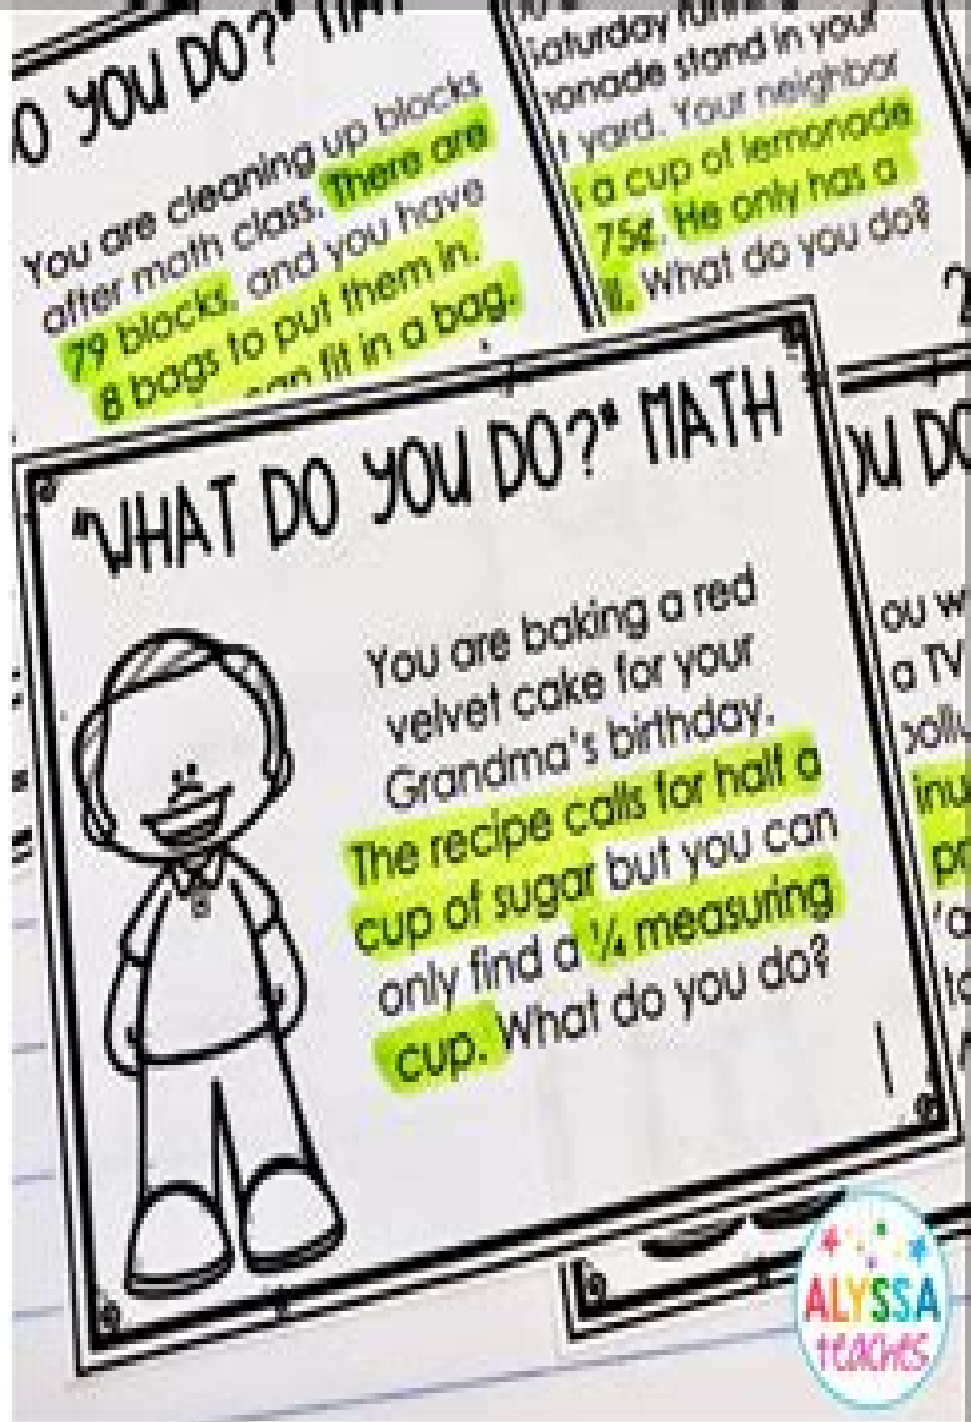 O YOU DO?"
You are cleaning up blocks
after math class. There are
79 blocks, and you have
8 bags to put them in.
fit in a bag.
Saturday
stand in your
yard. Your neighbor
a cup of lemonade
75¢. He only has a
What do you do?
2
"WHAT DO YOU DO?" MATH
You are baking a red
velvet cake for your
Grandma's birthday.
The recipe calls for half a
cup of sugar but you can
only find a ¼ measuring
cup. What do you do?
1
a TV
ALYSSA
teaches